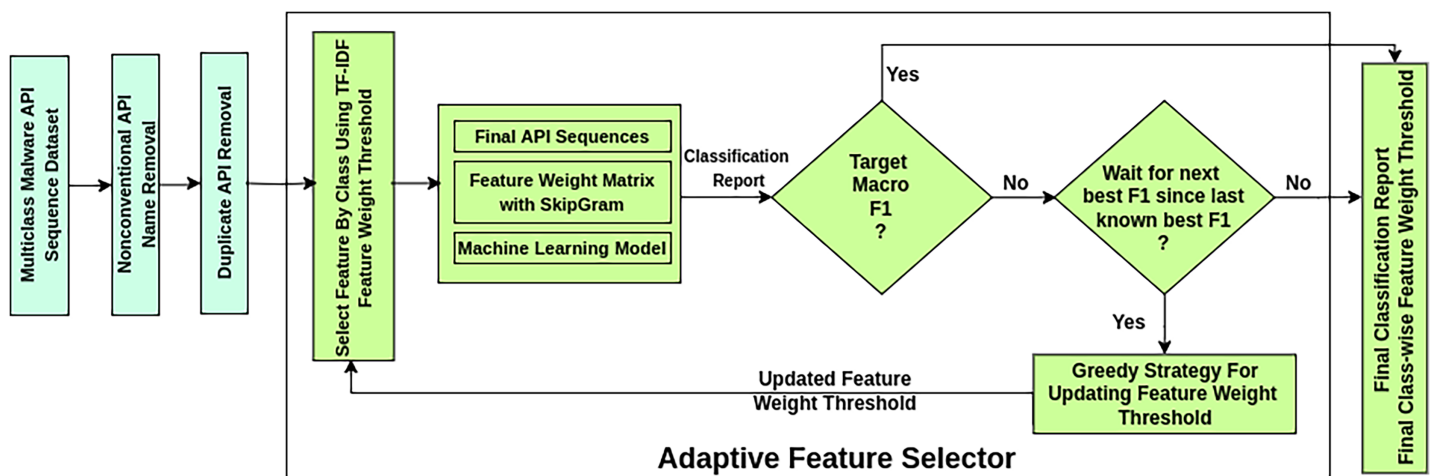 Multiclass Malware API
Sequence Dataset
Nonconventional API
Name Removal
Duplicate API Removal
Select Feature By Class Using TF-IDF
Feature Weight Threshold
Final API Sequences
Feature Weight Matrix
with SkipGram
Machine Learning Model
Classification
Report
Target
Macro
F1
?
Yes
No
Wait for next
best F1 since last
known best F1
?
No
Yes
Greedy Strategy For
Updating Feature Weight
Threshold
Updated Feature
Weight Threshold
Final Classification Report
Final Class-wise Feature Weight Threshold
Adaptive Feature Selector